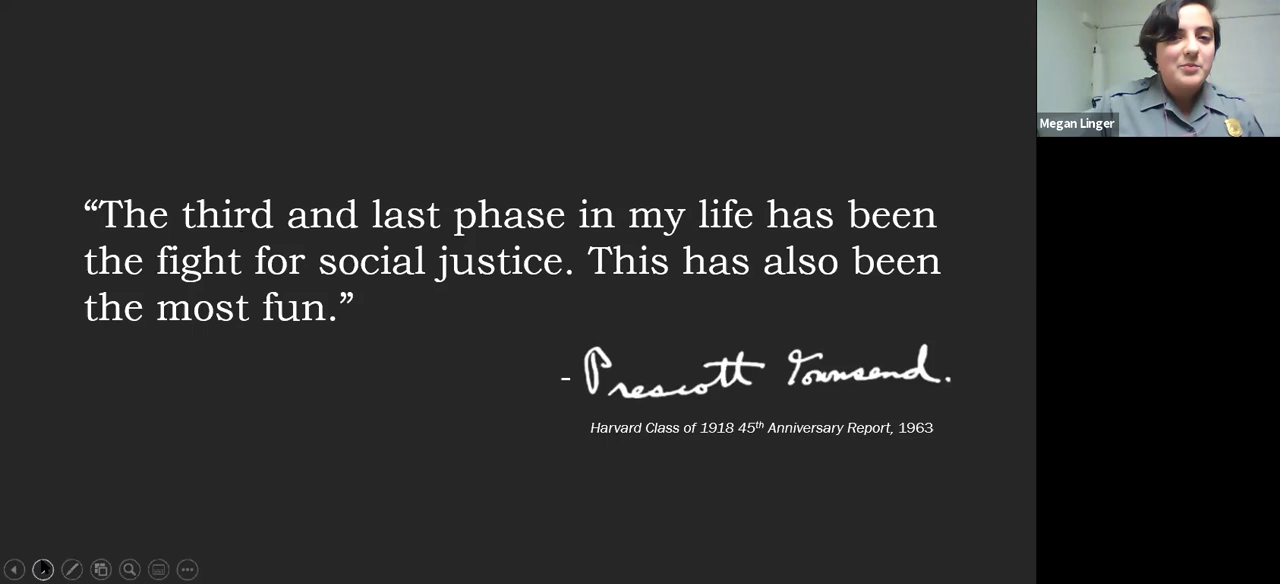 “The third and last phase in my life has been
the fight for social justice. This has also been
the most fun.”
- Prescott Townsend.
Harvard Class of 1918 45th Anniversary Report, 1963
Megan Linger